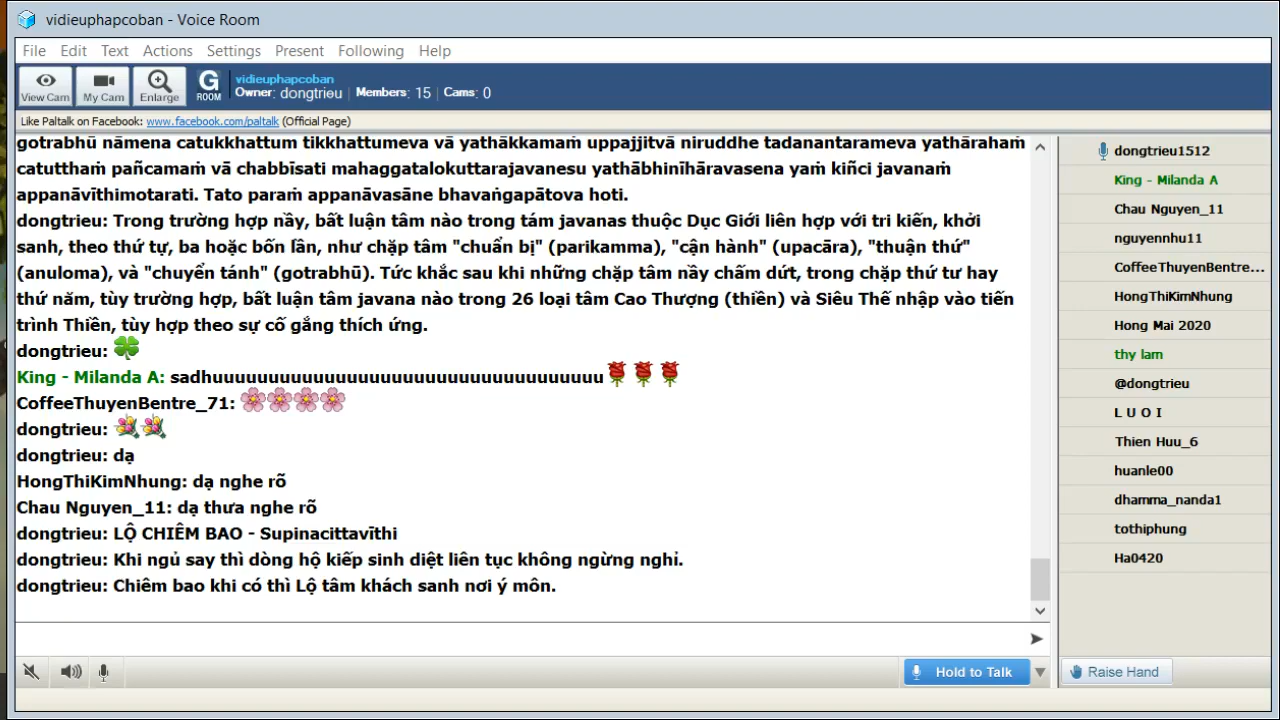 vidieuphapcoban - Voice Room
File Edit Text Actions Settings Present Following Help
View Cam My Cam Enlarge G ROOM vidieuphapcoban
Owner: dongtrieu Members: 15 Cams: 0
Like Paltalk on Facebook: www.facebook.com/paltalk (Official Page)
gotrabhū nāmena catukkhattum tikkhattumeva vā yathākkamaṁ uppajjitvā niruddhe tadanantarameva yathārahaṁ
catutthaṁ pañcamaṁ vā chabbīsati mahaggatalokuttarajavanesu yathābhinīhāravasena yaṁ kiñci javanaṁ
appanāvīthimotarati. Tato paraṁ appanāvasāne bhavaṅgapātova hoti.
dongtrieu: Trong trường hợp nầy, bất luận tâm nào trong tám javanas thuộc Dục Giới liên hợp với tri kiến, khởi
sanh, theo thứ tự, ba hoặc bốn lần, như chặp tâm "chuẩn bị" (parikamma), "cận hành" (upacāra), "thuận thứ"
(anuloma), và "chuyển tánh" (gotrabhū). Tức khắc sau khi những chặp tâm nầy chấm dứt, trong chặp thứ tư hay
thứ năm, tùy trường hợp, bất luận tâm javana nào trong 26 loại tâm Cao Thượng (thiền) và Siêu Thế nhập vào tiến
trình Thiền, tùy hợp theo sự cố gắng thích ứng.
dongtrieu:
King - Milanda A: sadhuuuuuuuuuuuuuuuuuuuuuuuuuuuuuuuuuuu
CoffeeThuyenBentre_71:
dongtrieu:
dongtrieu: dạ
HongThiKimNhung: dạ nghe rõ
Chau Nguyen_11: dạ thưa nghe rõ
dongtrieu: LỘ CHIÊM BAO - Supinacittavīthi
dongtrieu: Khi ngủ say thì dòng hộ kiếp sinh diệt liên tục không ngừng nghỉ.
dongtrieu: Chiêm bao khi có thì Lộ tâm khách sanh nơi ý môn.
Hold to Talk
dongtrieu1512
King - Milanda A
Chau Nguyen_11
nguyennhu11
CoffeeThuyenBentre...
HongThiKimNhung
Hong Mai 2020
thy lam
@dongtrieu
L U O I
Thien Huu_6
huanle00
dhamma_nanda1
tothiphung
Ha0420
Raise Hand